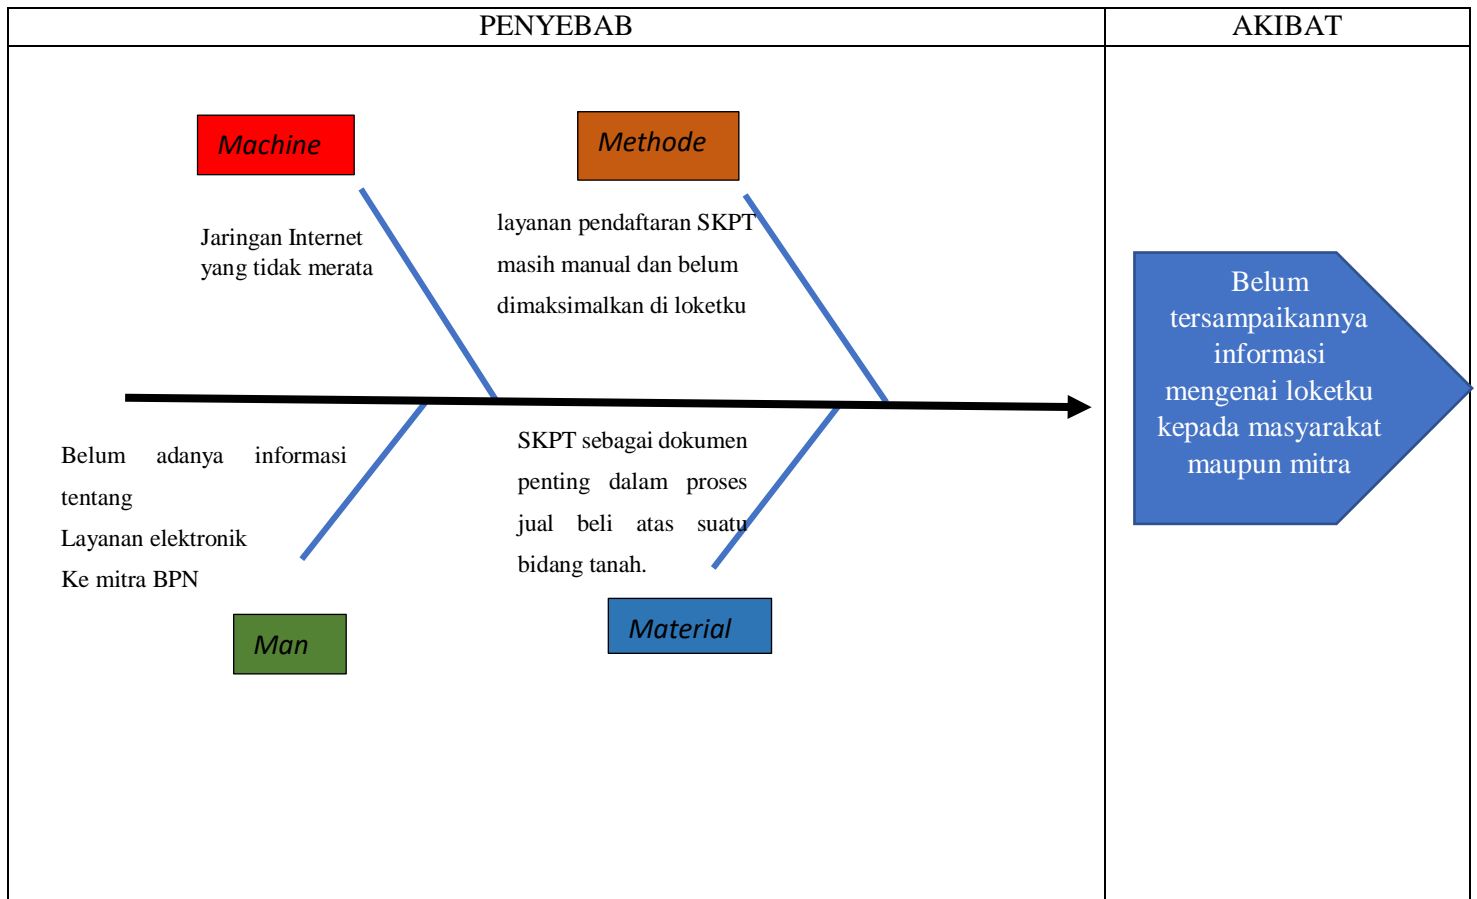 PENYEBAB
AKIBAT
Machine
Methode
Jaringan Internet
yang tidak merata
layanan pendaftaran SKPT
masih manual dan belum
dimaksimalkan di loketku
Belum adanya informasi
tentang
Layanan elektronik
Ke mitra BPN
SKPT sebagai dokumen
penting dalam proses
jual beli atas suatu
bidang tanah.
Man
Material
Belum
tersampaikannya
informasi
mengenai loketku
kepada masyarakat
maupun mitra